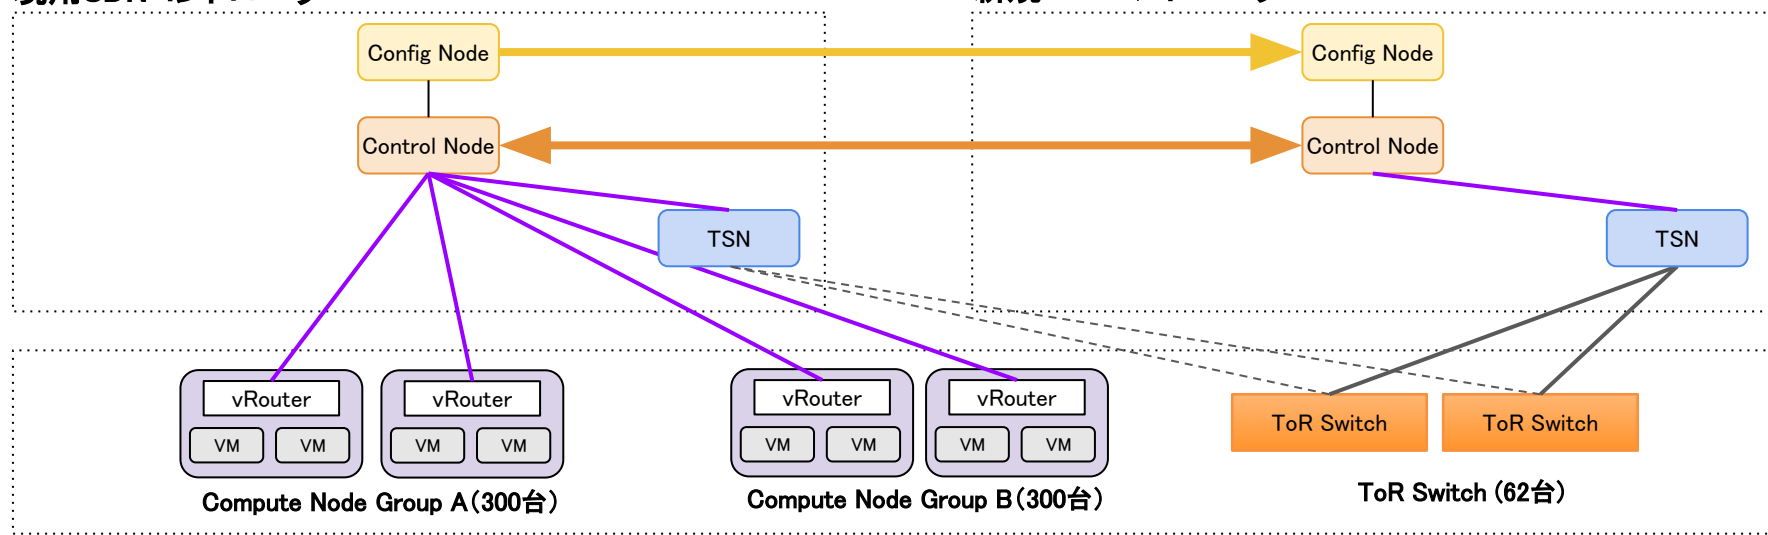 Config Node
Config Node
Control Node
Control Node
TSN
TSN
vRouter
vRouter
vRouter
vRouter
VM
VM
VM
VM
VM
VM
VM
VM
ToR Switch
ToR Switch
Compute Node Group A(300台)
Compute Node Group B(300台)
ToR Switch (62台)